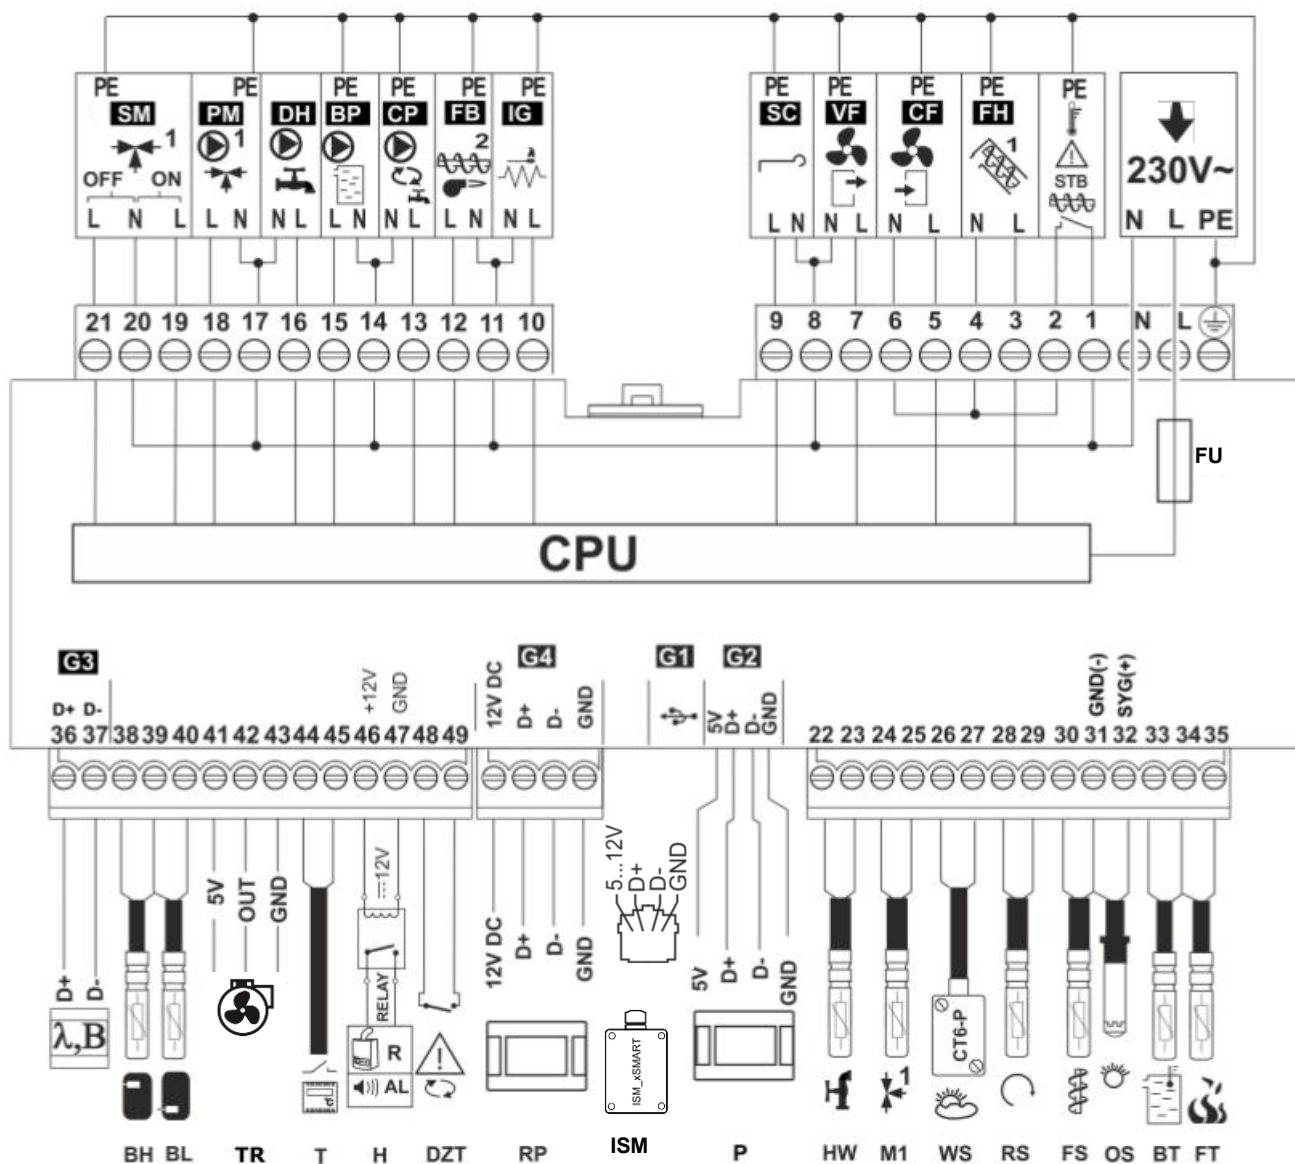 PE PE PE PE PE PE PE PE PE PE PE
SM PM DH BP CP FB IG SC VF CF FH
1 1 2 1
230V~
OFF ON STB
L N L L N N L L N N L L N N L L N N L N L N L N L PE
21 20 19 18 17 16 15 14 13 12 11 10 9 8 7 6 5 4 3 2 1 N L
FU
CPU
G3 G4 G1 G2
D+ D- +12V GND 12V DC D+ D- GND 5V D+ D- GND GND(-) SYG(+)
36 37 38 39 40 41 42 43 44 45 46 47 48 49 22 23 24 25 26 27 28 29 30 31 32 33 34 35
12V 5...12V D+ D- GND
5V OUT GND
D+ D- RELAY 12V DC D+ D- GND 5V D+ D- GND
λ,B R CT6-P
AL ISM_xSMART 1
BH BL TR T H DZT RP ISM P HW M1 WS RS FS OS BT FT